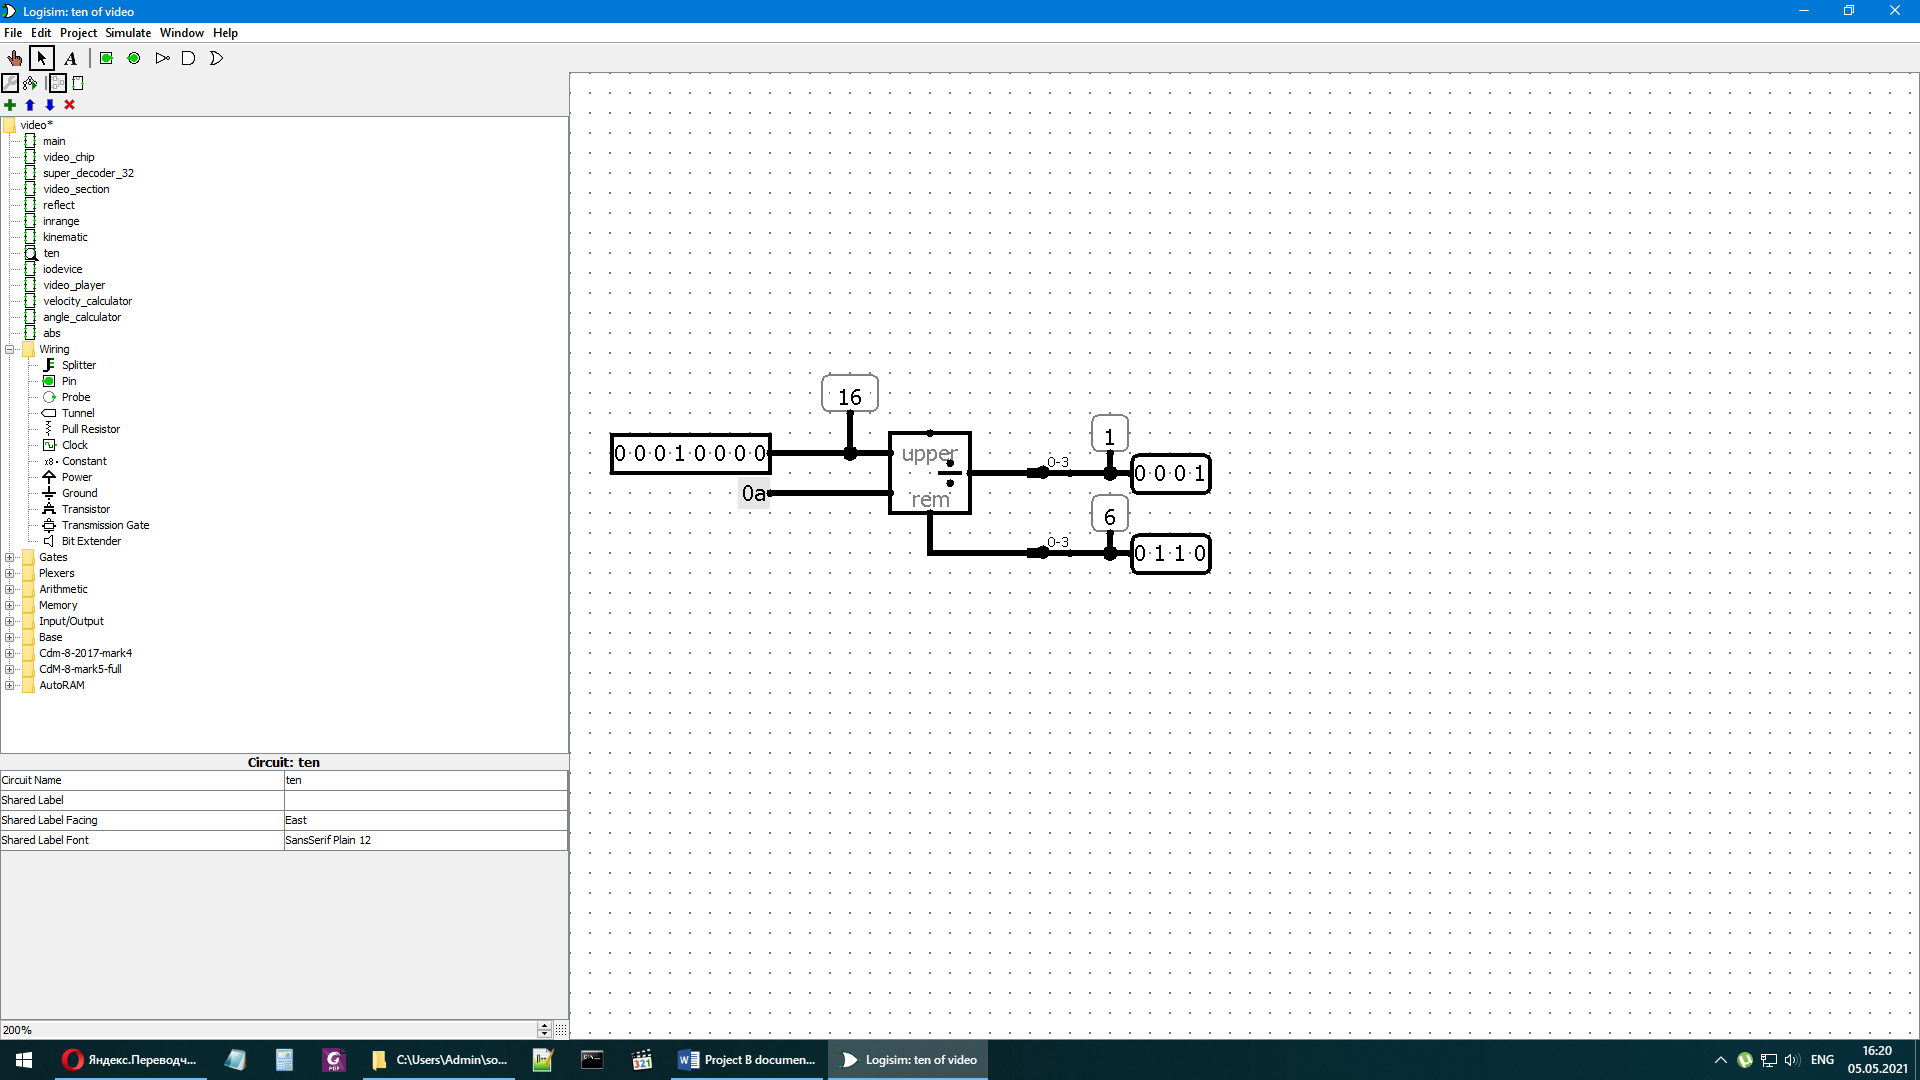 Logisim: ten of video
File Edit Project Simulate Window Help
A
video*
main
video_chip
super_decoder_32
video_section
reflect
inrange
kinematic
ten
iodevice
video_player
velocity_calculator
angle_calculator
abs
Wiring
Splitter
Pin
Probe
Tunnel
Pull Resistor
Clock
x8 Constant
Power
Ground
Transistor
Transmission Gate
Bit Extender
Gates
Plexers
Arithmetic
Memory
Input/Output
Base
Cdm-8-2017-mark4
CdM-8-mark5-full
AutoRAM
Circuit: ten
Circuit Name ten
Shared Label
Shared Label Facing East
Shared Label Font SansSerif Plain 12
200%
16
0 0 0 1 0 0 0 0
0a
upper
rem
0-3
1
0 0 0 1
0-3
6
0 1 1 0
Яндекс.Переводч...
C:\Users\Admin\so...
321
Project B documen...
Logisim: ten of video
ENG
16:20
05.05.2021